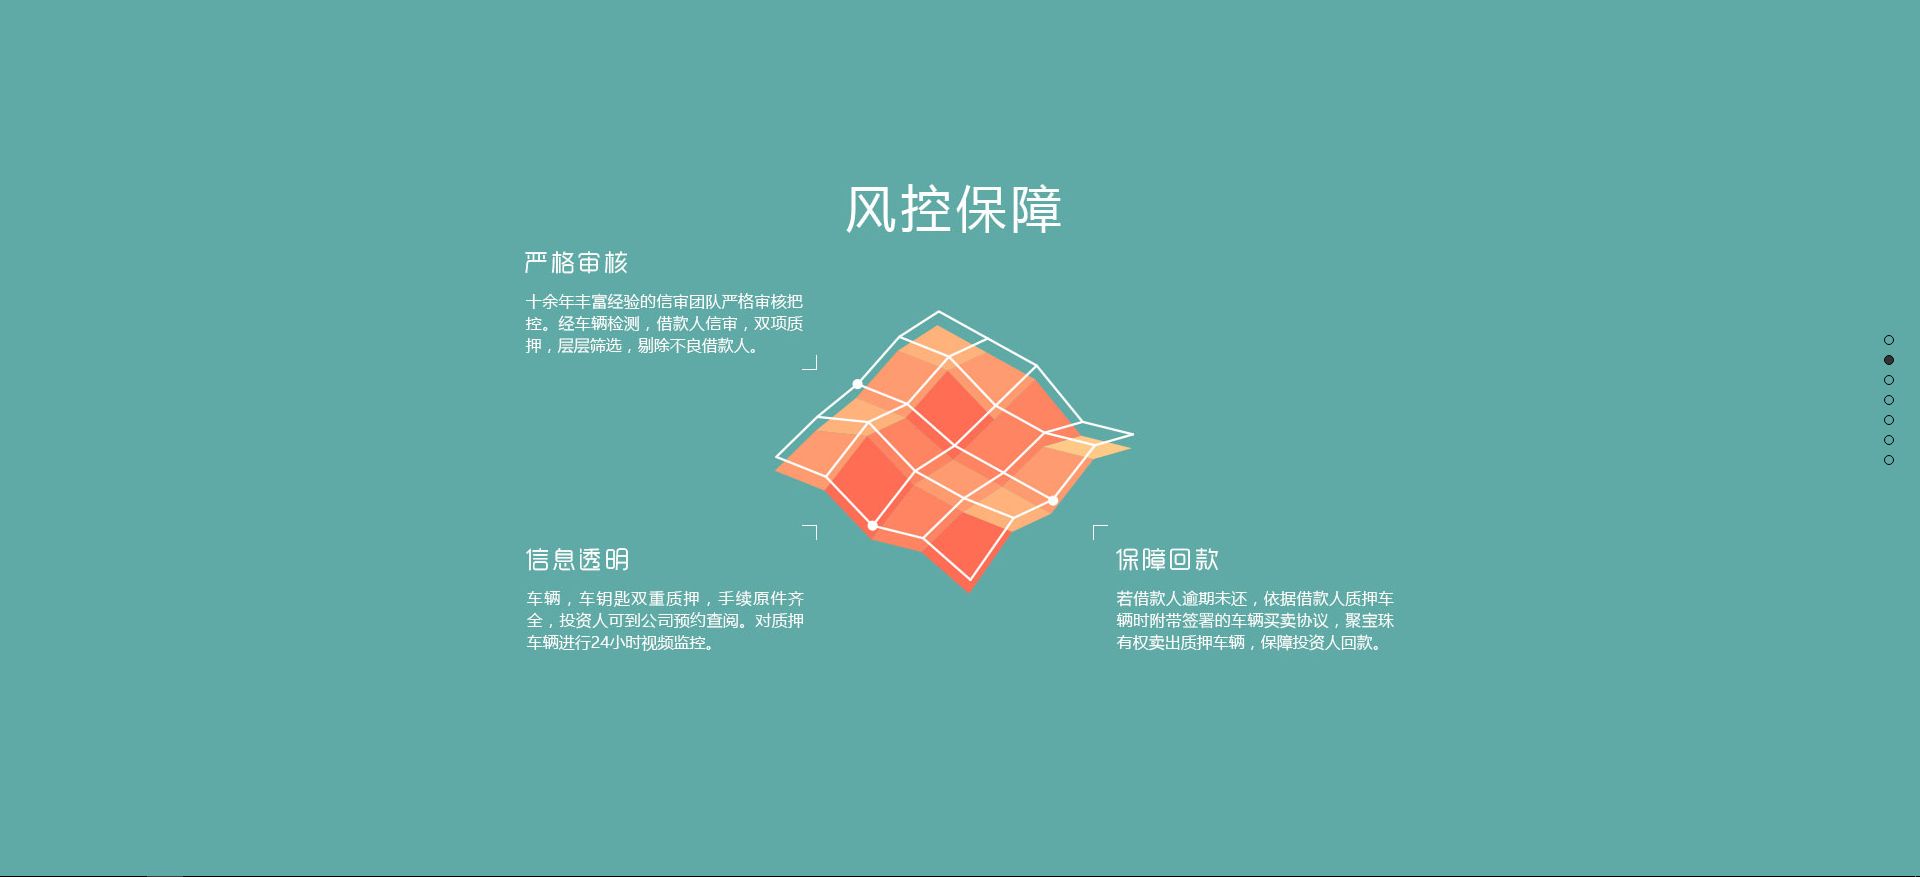 风控保障
严格审核
十余年丰富经验的信审团队严格审核把
控。经车辆检测，借款人信审，双项质
押，层层筛选，剔除不良借款人。
信息透明
车辆，车钥匙双重质押，手续原件齐
全，投资人可到公司预约查阅。对质押
车辆进行24小时视频监控。
保障回款
若借款人逾期未还，依据借款人质押车
辆时附带签署的车辆买卖协议，聚宝珠
有权卖出质押车辆，保障投资人回款。